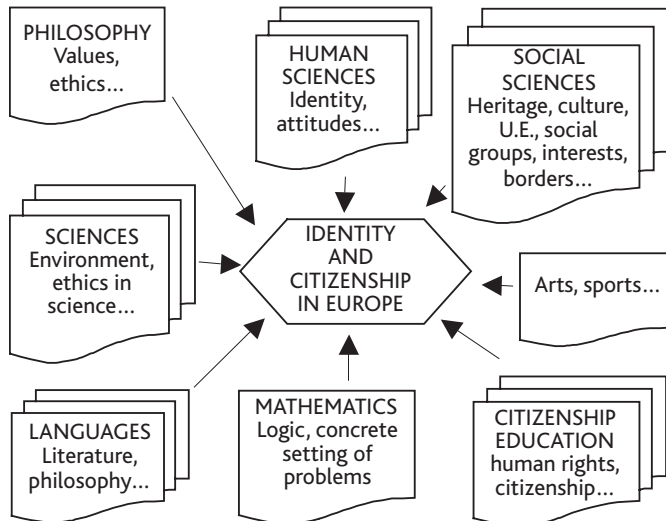 PHILOSOPHY
Values,
ethics...
HUMAN
SCIENCES
Identity,
attitudes...
SOCIAL
SCIENCES
Heritage, culture,
U.E., social
groups, interests,
borders...
SCIENCES
Environment,
ethics in
science...
IDENTITY
AND
CITIZENSHIP
IN EUROPE
Arts, sports...
LANGUAGES
Literature,
philosophy...
MATHEMATICS
Logic, concrete
setting of
problems
CITIZENSHIP
EDUCATION
human rights,
citizenship...